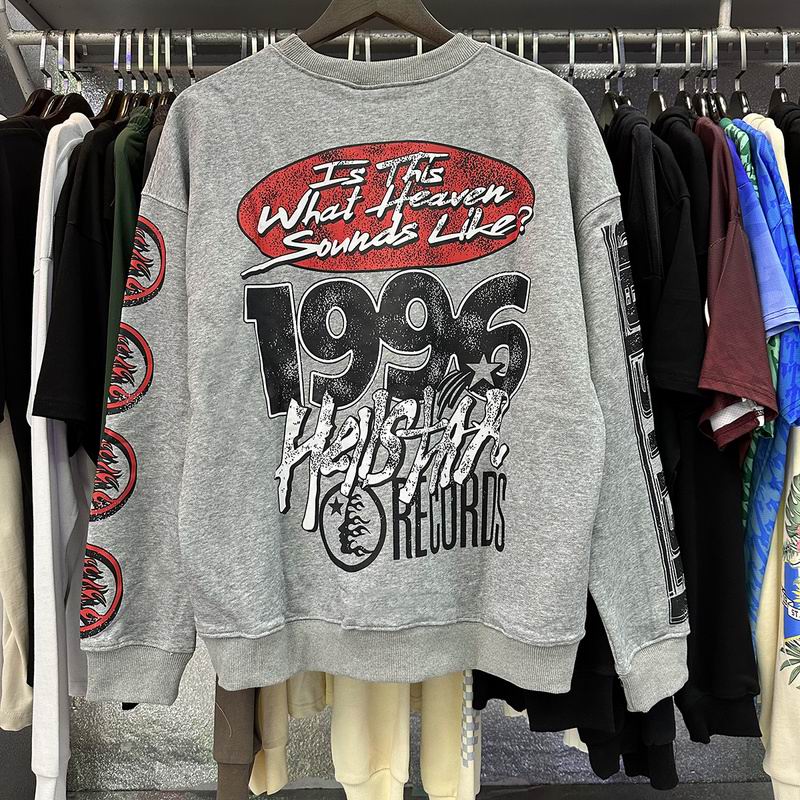 Is This
What Heaven
Sounds Like?
1996
Hellstar
RECORDS